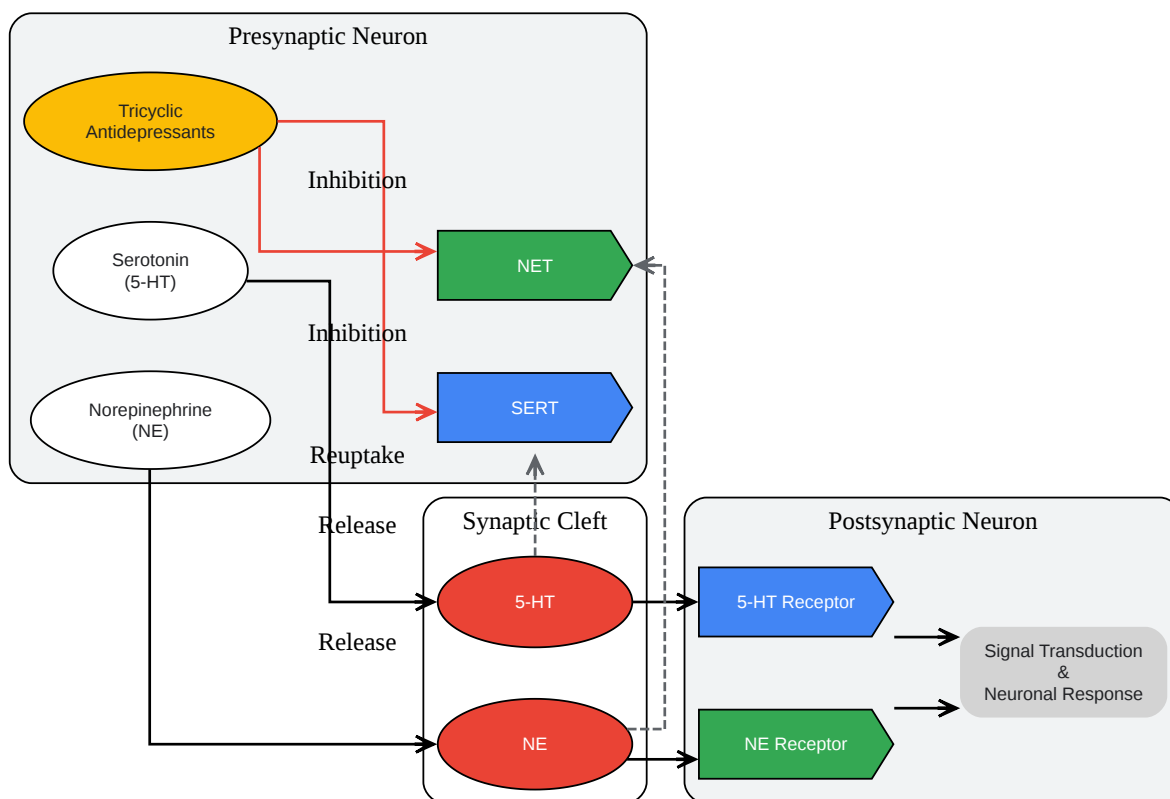 Presynaptic Neuron
Tricyclic
Antidepressants
Inhibition
Serotonin
(5-HT)
NET
Inhibition
Norepinephrine
(NE)
SERT
Reuptake
Release
Synaptic Cleft
Postsynaptic Neuron
5-HT
5-HT Receptor
Release
Signal Transduction
&
Neuronal Response
NE
NE Receptor